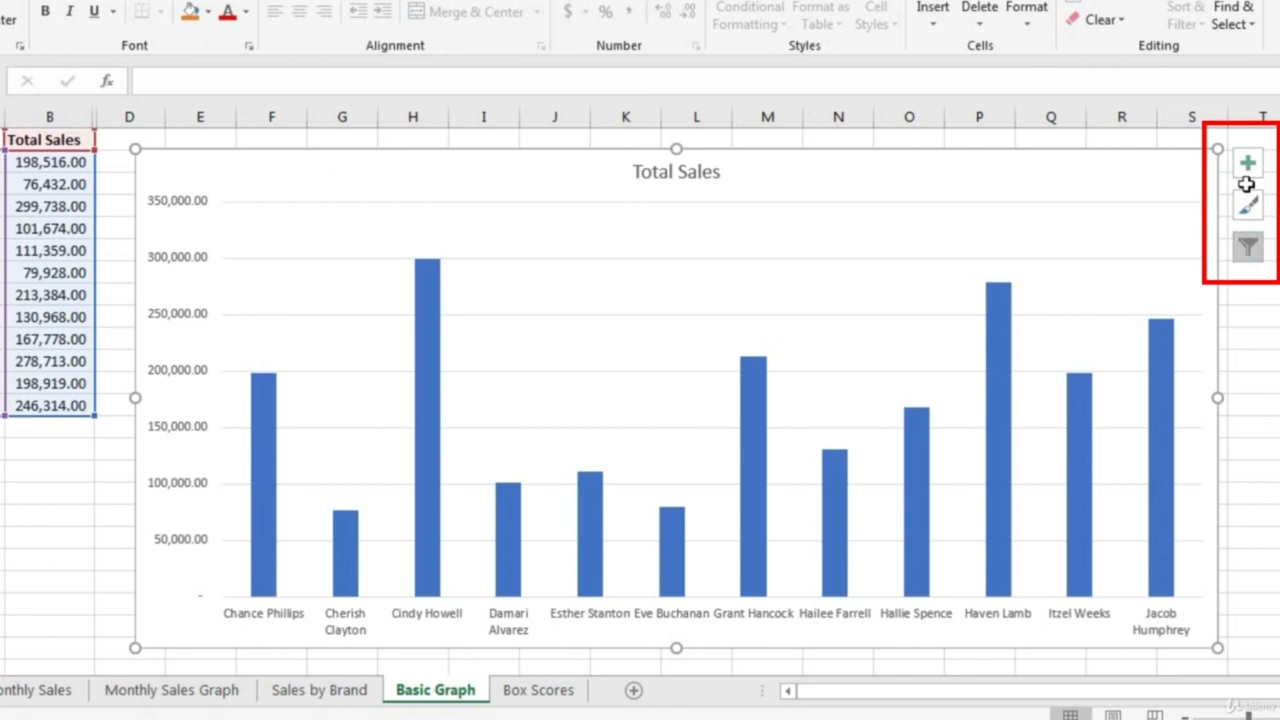 ter
B I U
Merge & Center
$ % ,
Conditional
Formatting
Format as
Table
Cell
Styles
Insert
Delete
Format
Clear
Sort &
Filter
Find &
Select
Font
Alignment
Number
Styles
Cells
Editing
fx
B D E F G H I J K L M N O P Q R S T
Total Sales
198,516.00
76,432.00
299,738.00
101,674.00
111,359.00
79,928.00
213,384.00
130,968.00
167,778.00
278,713.00
198,919.00
246,314.00
Total Sales
350,000.00
300,000.00
250,000.00
200,000.00
150,000.00
100,000.00
50,000.00
-
Chance Phillips
Cherish
Clayton
Cindy Howell
Damari
Alvarez
Esther Stanton
Eve Buchanan
Grant Hancock
Hailee Farrell
Hallie Spence
Haven Lamb
Itzel Weeks
Jacob
Humphrey
onthly Sales
Monthly Sales Graph
Sales by Brand
Basic Graph
Box Scores
Udemy